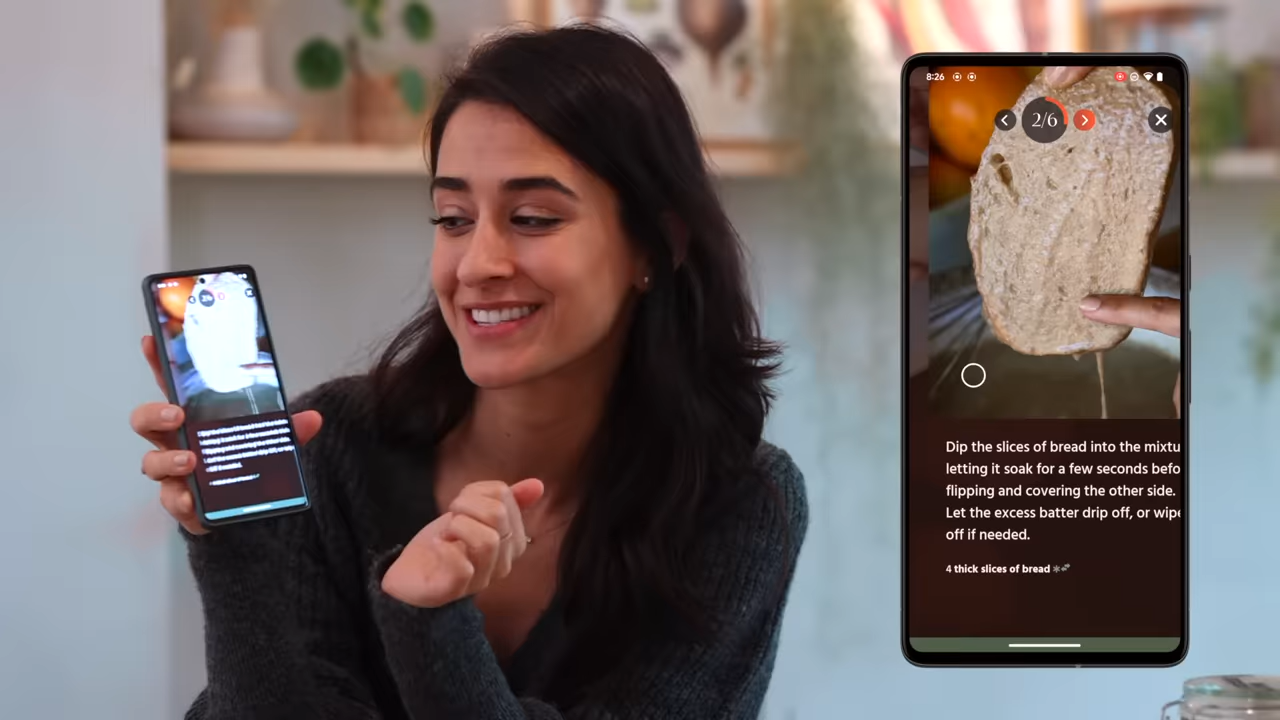 8:26
2/6
Dip the slices of bread into the mixtu
letting it soak for a few seconds befo
flipping and covering the other side.
Let the excess batter drip off, or wipe
off if needed.
4 thick slices of bread